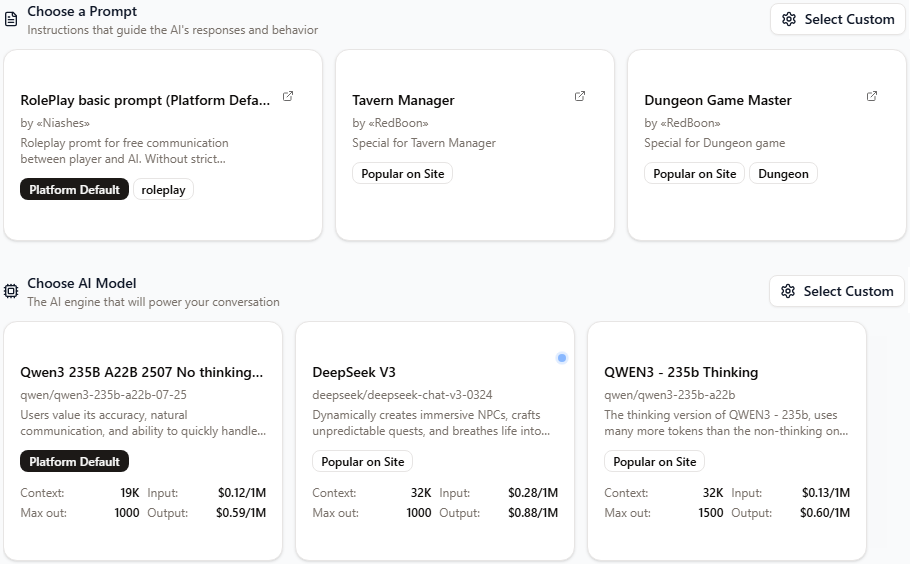 Choose a Prompt
Instructions that guide the AI's responses and behavior
Select Custom
RolePlay basic prompt (Platform Defa...
by «Niashes»
Roleplay promt for free communication
between player and AI. Without strict...
Platform Default
roleplay
Tavern Manager
by «RedBoon»
Special for Tavern Manager
Popular on Site
Dungeon Game Master
by «RedBoon»
Special for Dungeon game
Popular on Site
Dungeon
Choose AI Model
The AI engine that will power your conversation
Select Custom
Qwen3 235B A22B 2507 No thinking...
qwen/qwen3-235b-a22b-07-25
Users value its accuracy, natural
communication, and ability to quickly handle...
Platform Default
Context: 19K Input: $0.12/1M
Max out: 1000 Output: $0.59/1M
DeepSeek V3
deepseek/deepseek-chat-v3-0324
Dynamically creates immersive NPCs, crafts
unpredictable quests, and breathes life into...
Popular on Site
Context: 32K Input: $0.28/1M
Max out: 1000 Output: $0.88/1M
QWEN3 - 235b Thinking
qwen/qwen3-235b-a22b
The thinking version of QWEN3 - 235b, uses
many more tokens than the non-thinking on...
Popular on Site
Context: 32K Input: $0.13/1M
Max out: 1500 Output: $0.60/1M